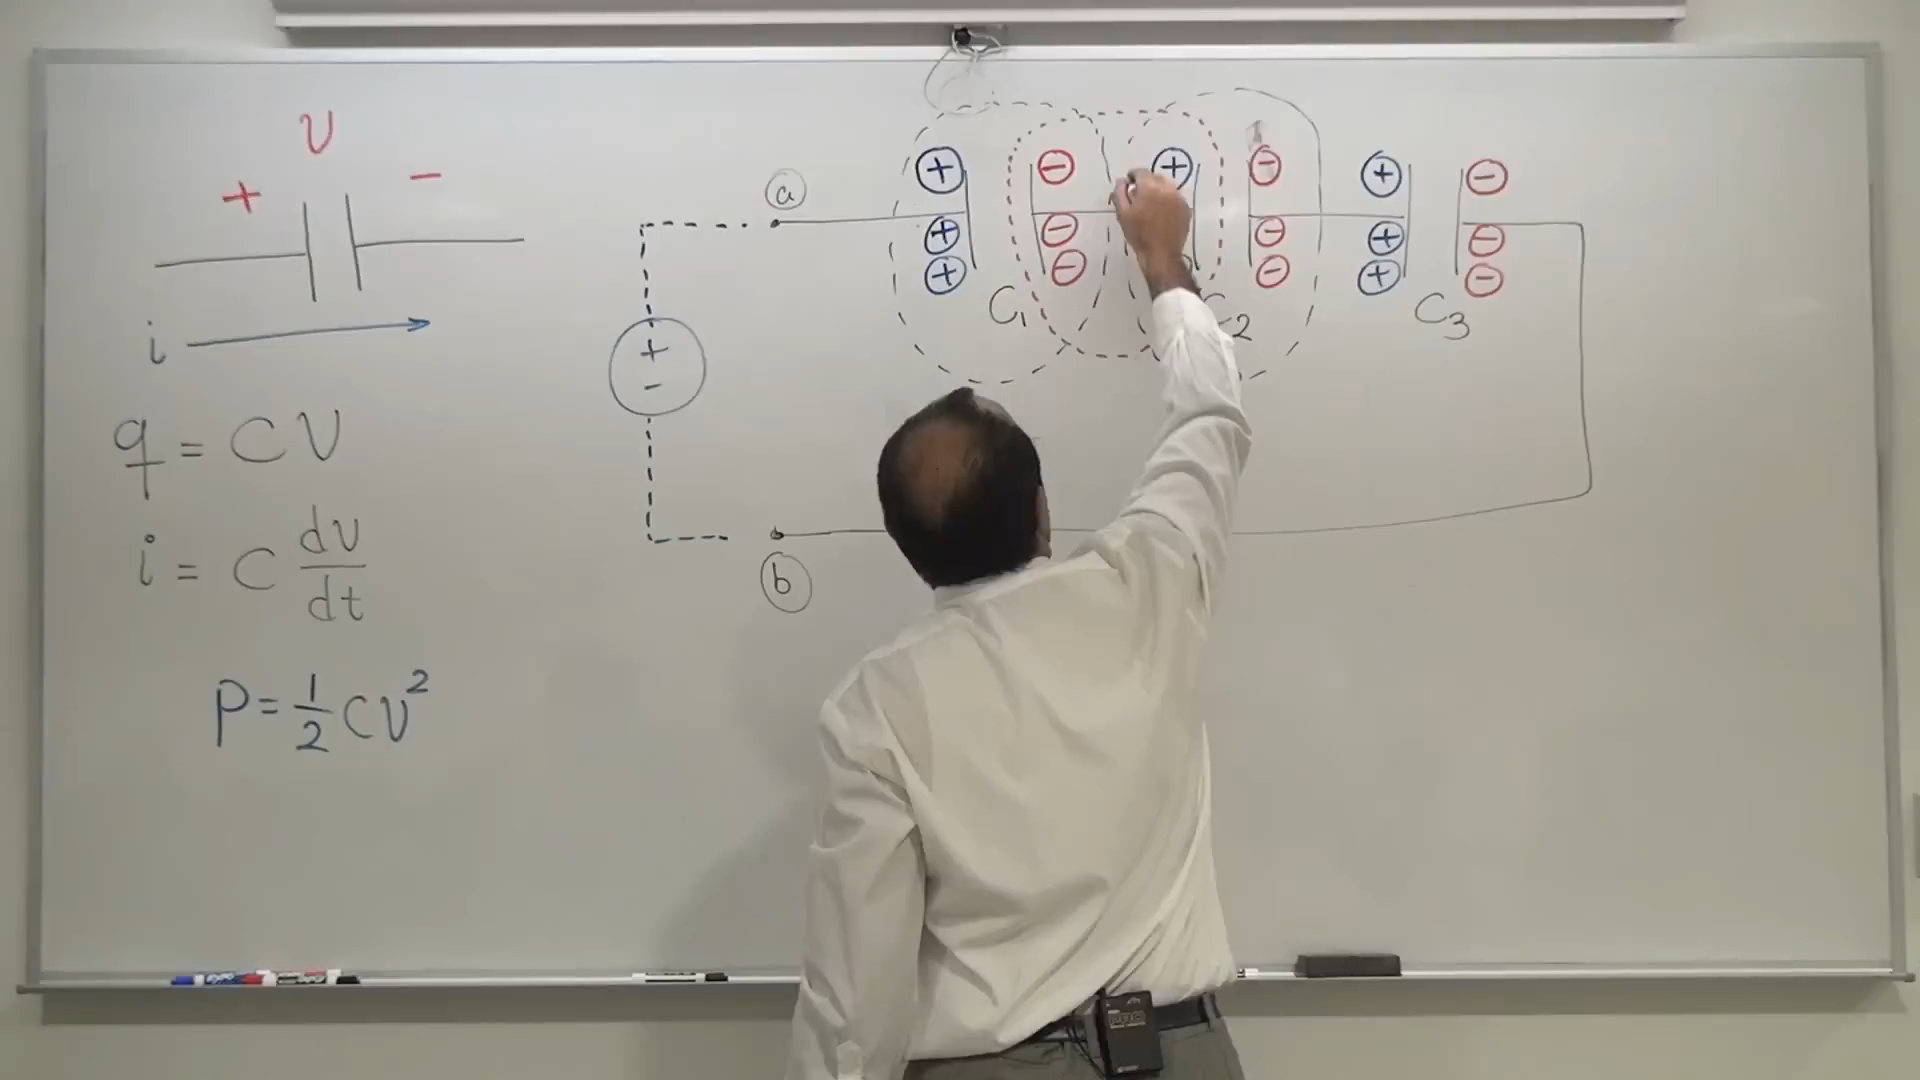 V
+ -
i
q = CV
i = C dv/dt
P = 1/2 CV²
a
+
-
b
+ - + - + -
+ - - + -
+ - - + -
C₁ C₂ C₃